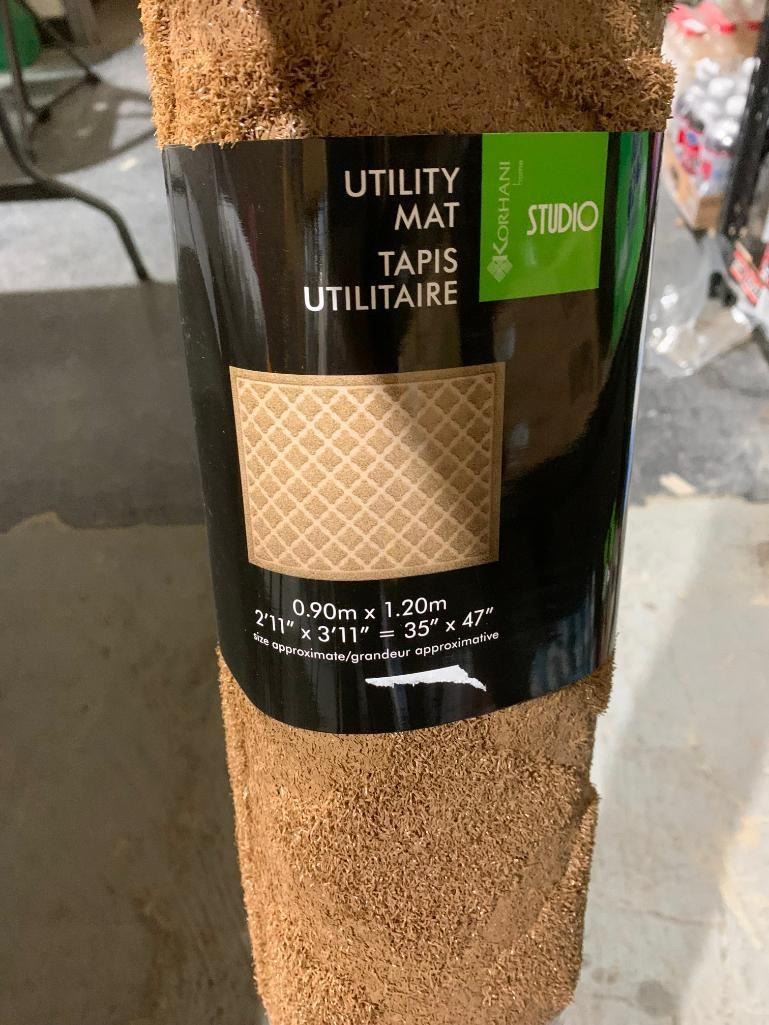 UTILITY
MAT
TAPIS
UTILITAIRE
KORHANI
home
STUDIO
0.90m x 1.20m
2'11" x 3'11" = 35" x 47"
size approximate/grandeur approximative